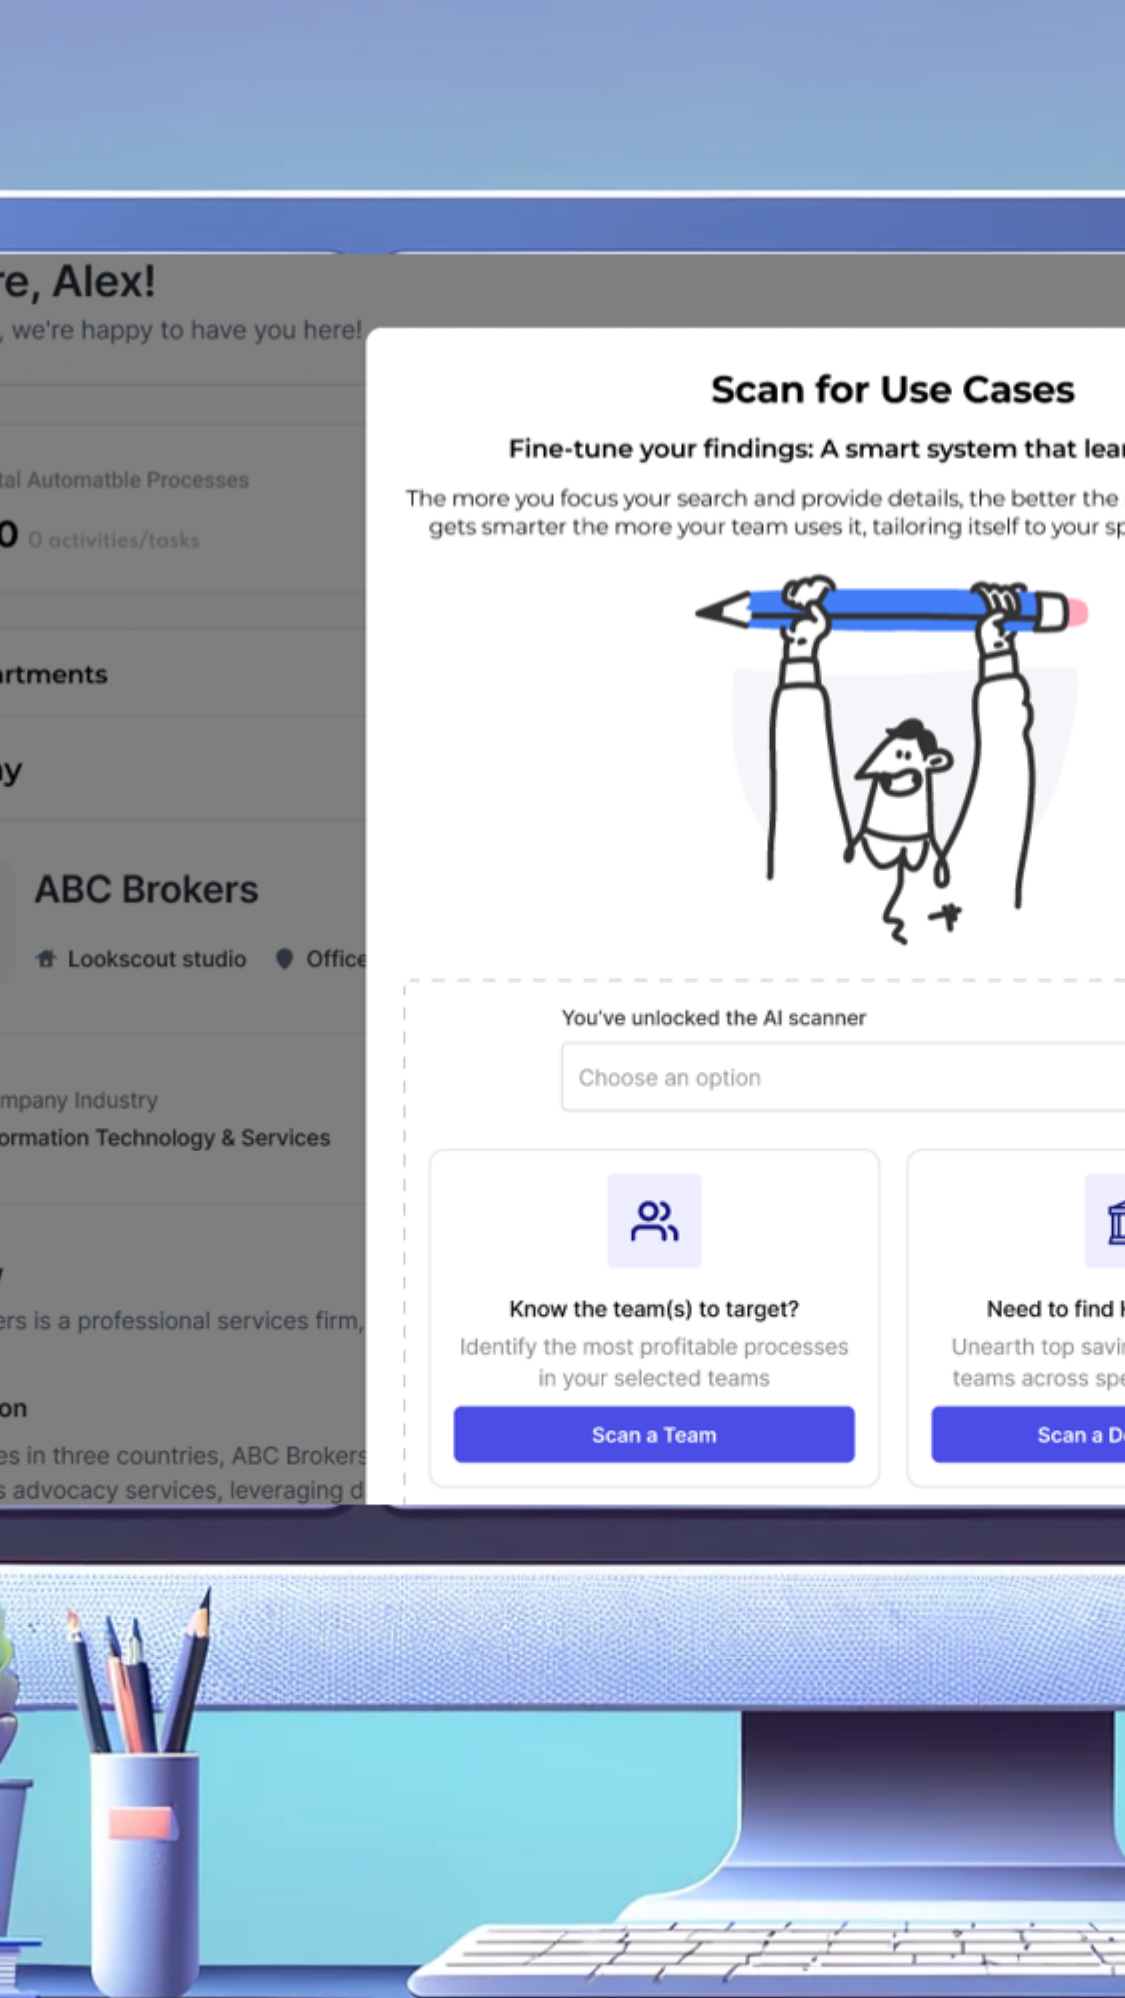 re, Alex!
, we're happy to have you here!
tal Automatble Processes
0 0 activities/tasks
artments
ny
ABC Brokers
Lookscout studio Office
mpany Industry
ormation Technology & Services
y
ers is a professional services firm,
on
es in three countries, ABC Brokers
s advocacy services, leveraging d
Scan for Use Cases
Fine-tune your findings: A smart system that lear
The more you focus your search and provide details, the better the
gets smarter the more your team uses it, tailoring itself to your sp
You've unlocked the AI scanner
Choose an option
Know the team(s) to target?
Identify the most profitable processes
in your selected teams
Scan a Team
Need to find H
Unearth top savin
teams across spe
Scan a De